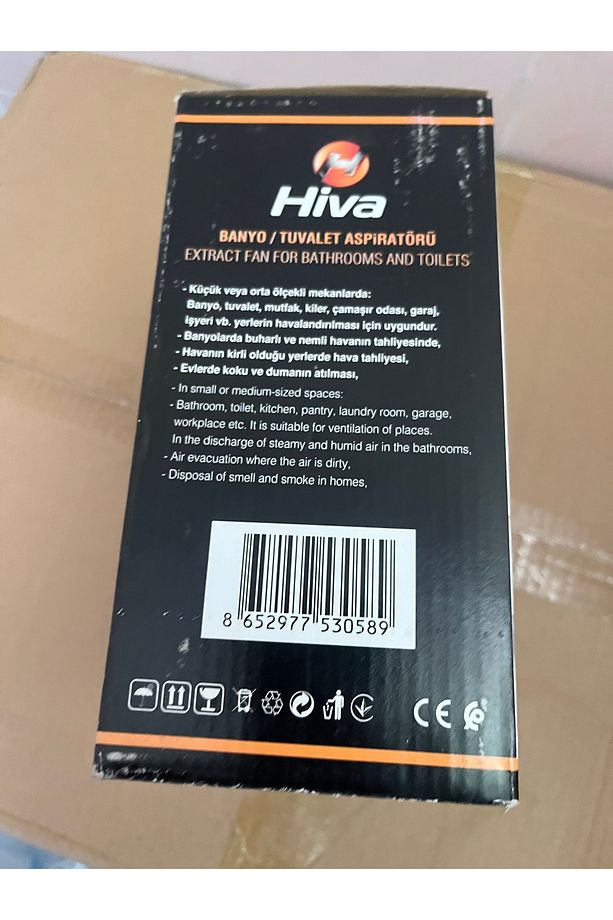 Hiva
BANYO / TUVALET ASPİRATÖRÜ
EXTRACT FAN FOR BATHROOMS AND TOILETS
- Küçük veya orta ölçekli mekanlarda:
Banyo, tuvalet, mutfak, kiler, çamaşır odası, garaj,
işyeri vb. yerlerin havalandırılması için uygundur.
- Banyolarda buharlı ve nemli havanın tahliyesinde,
- Havanın kirli olduğu yerlerde hava tahliyesi,
- Evlerde koku ve dumanın atılması,
- In small or medium-sized spaces:
- Bathroom, toilet, kitchen, pantry, laundry room, garage,
workplace etc. It is suitable for ventilation of places.
In the discharge of steamy and humid air in the bathrooms,
- Air evacuation where the air is dirty,
- Disposal of smell and smoke in homes,
8 652977 530589
CE